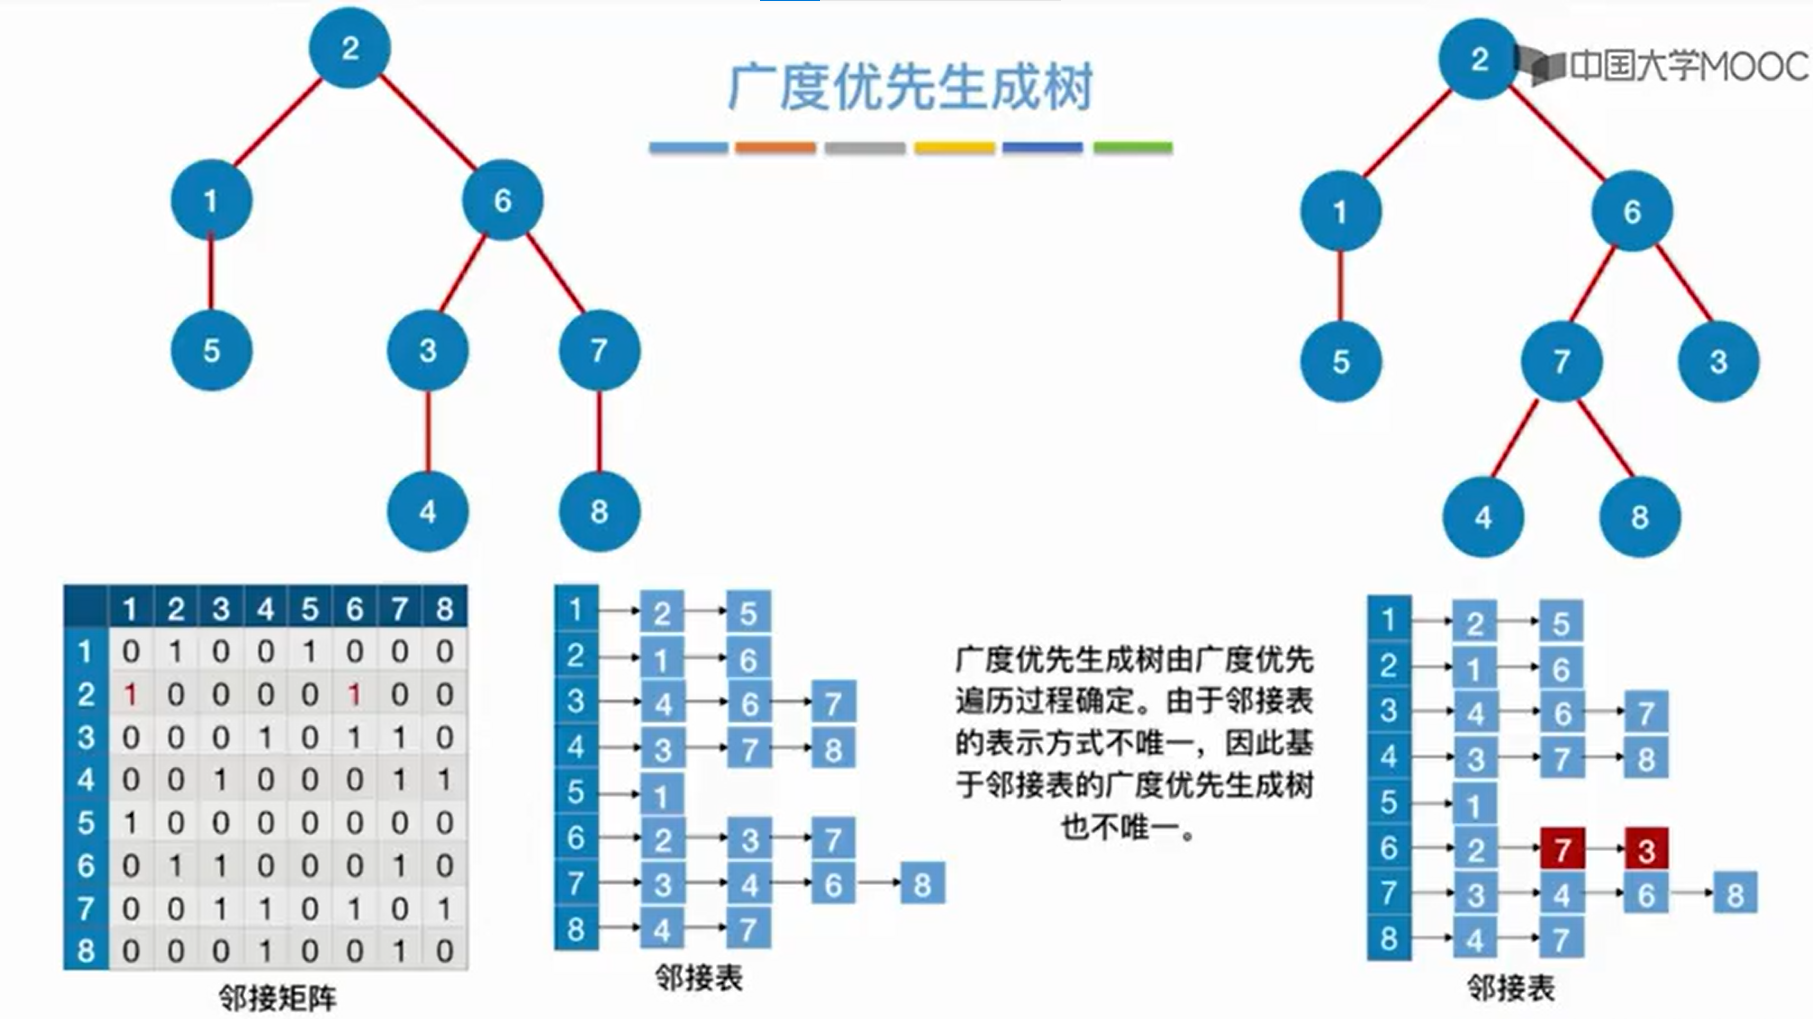 广度优先生成树
中国大学MOOC
2
1 6
5 3 7
4 8
2
1 6
5 7 3
4 8
1 2 3 4 5 6 7 8
1 0 1 0 0 1 0 0 0
2 1 0 0 0 0 1 0 0
3 0 0 0 1 0 1 1 0
4 0 0 1 0 0 0 1 1
5 1 0 0 0 0 0 0 0
6 0 1 1 0 0 0 1 0
7 0 0 1 1 0 1 0 1
8 0 0 0 1 0 0 1 0
邻接矩阵
1 2 5
2 1 6
3 4 6 7
4 3 7 8
5 1
6 2 3 7
7 3 4 6 8
8 4 7
邻接表
广度优先生成树由广度优先
遍历过程确定。由于邻接表
的表示方式不唯一，因此基
于邻接表的广度优先生成树
也不唯一。
1 2 5
2 1 6
3 4 6 7
4 3 7 8
5 1
6 2 7 3
7 3 4 6 8
8 4 7
邻接表